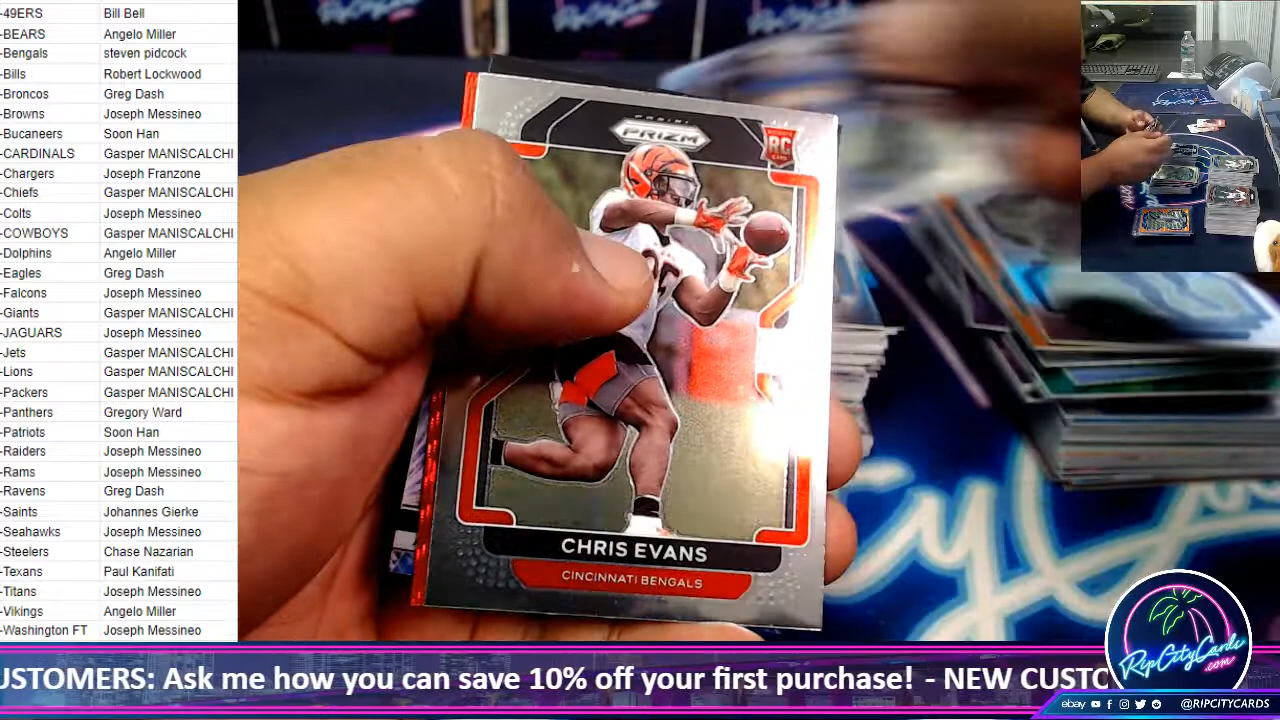 -49ERS Bill Bell
-BEARS Angelo Miller
-Bengals steven pidcock
-Bills Robert Lockwood
-Broncos Greg Dash
-Browns Joseph Messineo
-Bucaneers Soon Han
-CARDINALS Gasper MANISCALCHI
-Chargers Joseph Franzone
-Chiefs Gasper MANISCALCHI
-Colts Joseph Messineo
-COWBOYS Gasper MANISCALCHI
-Dolphins Angelo Miller
-Eagles Greg Dash
-Falcons Joseph Messineo
-Giants Gasper MANISCALCHI
-JAGUARS Joseph Messineo
-Jets Gasper MANISCALCHI
-Lions Gasper MANISCALCHI
-Packers Gasper MANISCALCHI
-Panthers Gregory Ward
-Patriots Soon Han
-Raiders Joseph Messineo
-Rams Joseph Messineo
-Ravens Greg Dash
-Saints Johannes Gierke
-Seahawks Joseph Messineo
-Steelers Chase Nazarian
-Texans Paul Kanifati
-Titans Joseph Messineo
-Vikings Angelo Miller
-Washington FT Joseph Messineo
PANINI
PRIZM
RC
CHRIS EVANS
CINCINNATI BENGALS
USTOMERS: Ask me how you can save 10% off your first purchase! - NEW CUSTO
RipCityCards
.com
ebay @RIPCITYCARDS